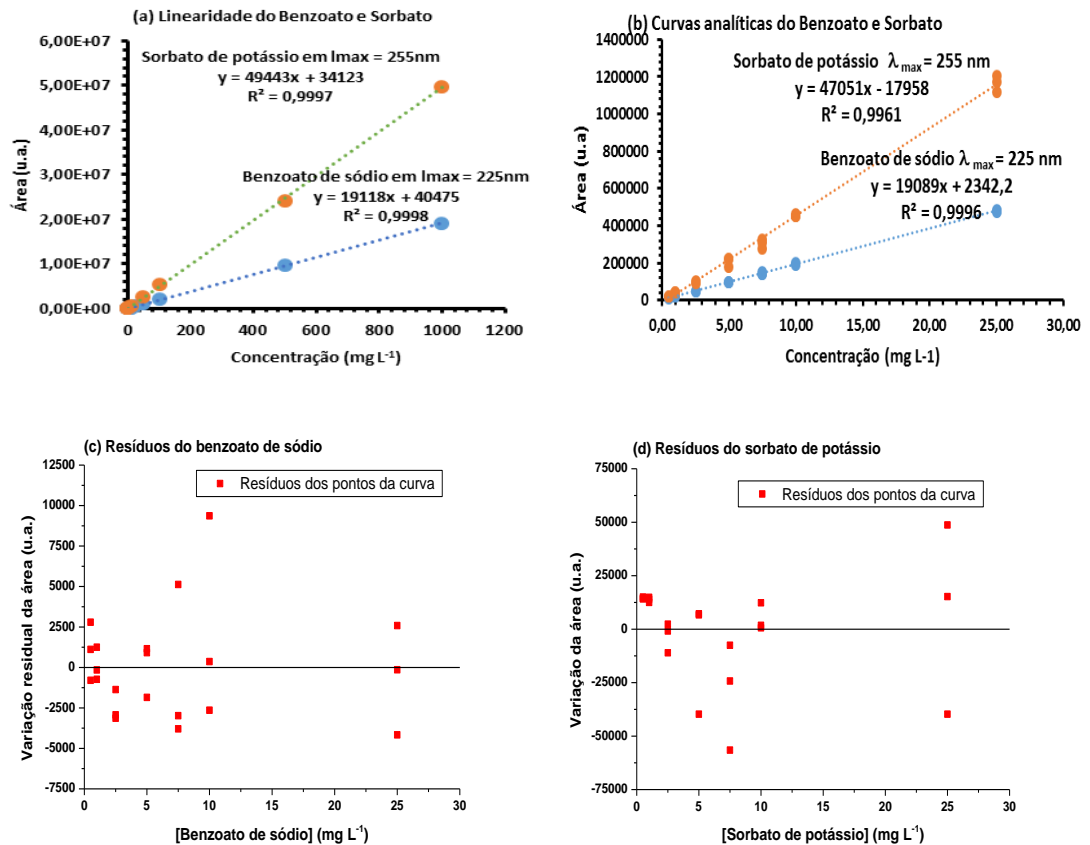 (a) Linearidade do Benzoato e Sorbato
6,00E+07
5,00E+07
4,00E+07
3,00E+07
2,00E+07
1,00E+07
0,00E+00
Área (u.a.)
Sorbato de potássio em lmax = 255nm
y = 49443x + 34123
R² = 0,9997
Benzoato de sódio em lmax = 225nm
y = 19118x + 40475
R² = 0,9998
0 200 400 600 800 1000 1200
Concentração (mg L⁻¹)
(b) Curvas analíticas do Benzoato e Sorbato
1400000
1200000
1000000
800000
600000
400000
200000
0
Área (u.a)
Sorbato de potássio λ max = 255 nm
y = 47051x - 17958
R² = 0,9961
Benzoato de sódio λ max = 225 nm
y = 19089x + 2342,2
R² = 0,9996
0,00 5,00 10,00 15,00 20,00 25,00 30,00
Concentração (mg L-1)
(c) Resíduos do benzoato de sódio
12500
10000
7500
5000
2500
0
-2500
-5000
-7500
Variação residual da área (u.a.)
Resíduos dos pontos da curva
0 5 10 15 20 25 30
[Benzoato de sódio] (mg L⁻¹)
(d) Resíduos do sorbato de potássio
75000
50000
25000
0
-25000
-50000
-75000
Variação da área (u.a.)
Resíduos dos pontos da curva
0 5 10 15 20 25 30
[Sorbato de potássio] (mg L⁻¹)